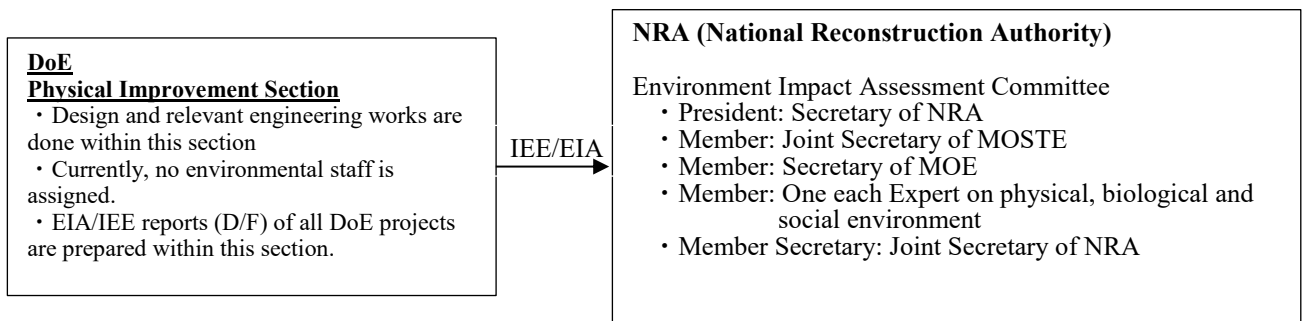 DoE
Physical Improvement Section
・Design and relevant engineering works are
done within this section
・Currently, no environmental staff is
assigned.
・EIA/IEE reports (D/F) of all DoE projects
are prepared within this section.
IEE/EIA
NRA (National Reconstruction Authority)
Environment Impact Assessment Committee
・President: Secretary of NRA
・Member: Joint Secretary of MOSTE
・Member: Secretary of MOE
・Member: One each Expert on physical, biological and
social environment
・Member Secretary: Joint Secretary of NRA